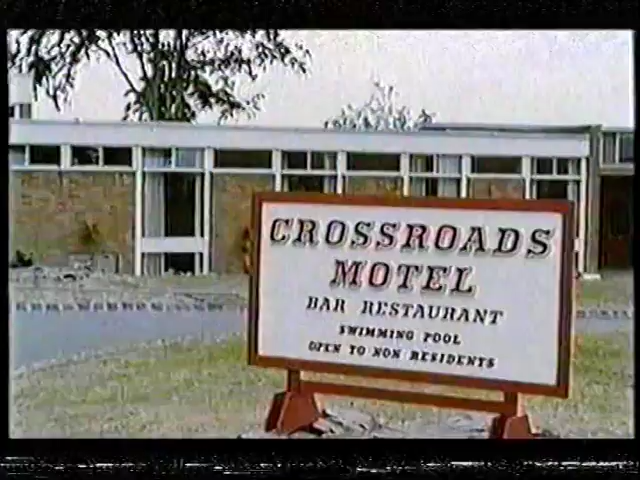 CROSSROADS
MOTEL
BAR RESTAURANT
SWIMMING POOL
OPEN TO NON RESIDENTS